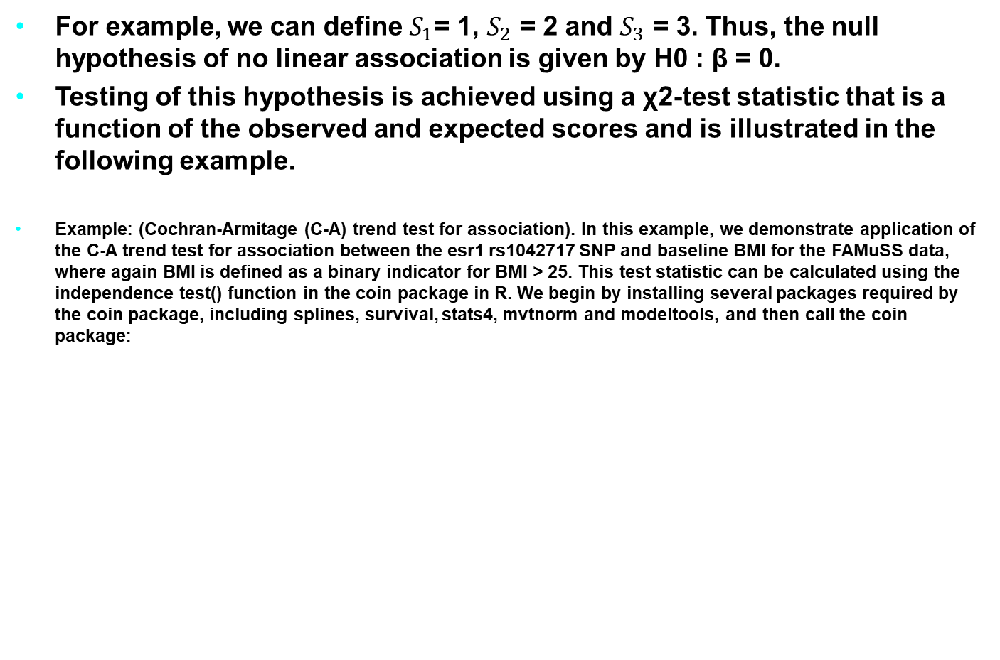 • For example, we can define 𝑆₁= 1, 𝑆₂ = 2 and 𝑆₃ = 3. Thus, the null
hypothesis of no linear association is given by H0 : β = 0.
• Testing of this hypothesis is achieved using a χ2-test statistic that is a
function of the observed and expected scores and is illustrated in the
following example.
• Example: (Cochran-Armitage (C-A) trend test for association). In this example, we demonstrate application of
the C-A trend test for association between the esr1 rs1042717 SNP and baseline BMI for the FAMuSS data,
where again BMI is defined as a binary indicator for BMI > 25. This test statistic can be calculated using the
independence test() function in the coin package in R. We begin by installing several packages required by
the coin package, including splines, survival, stats4, mvtnorm and modeltools, and then call the coin
package: